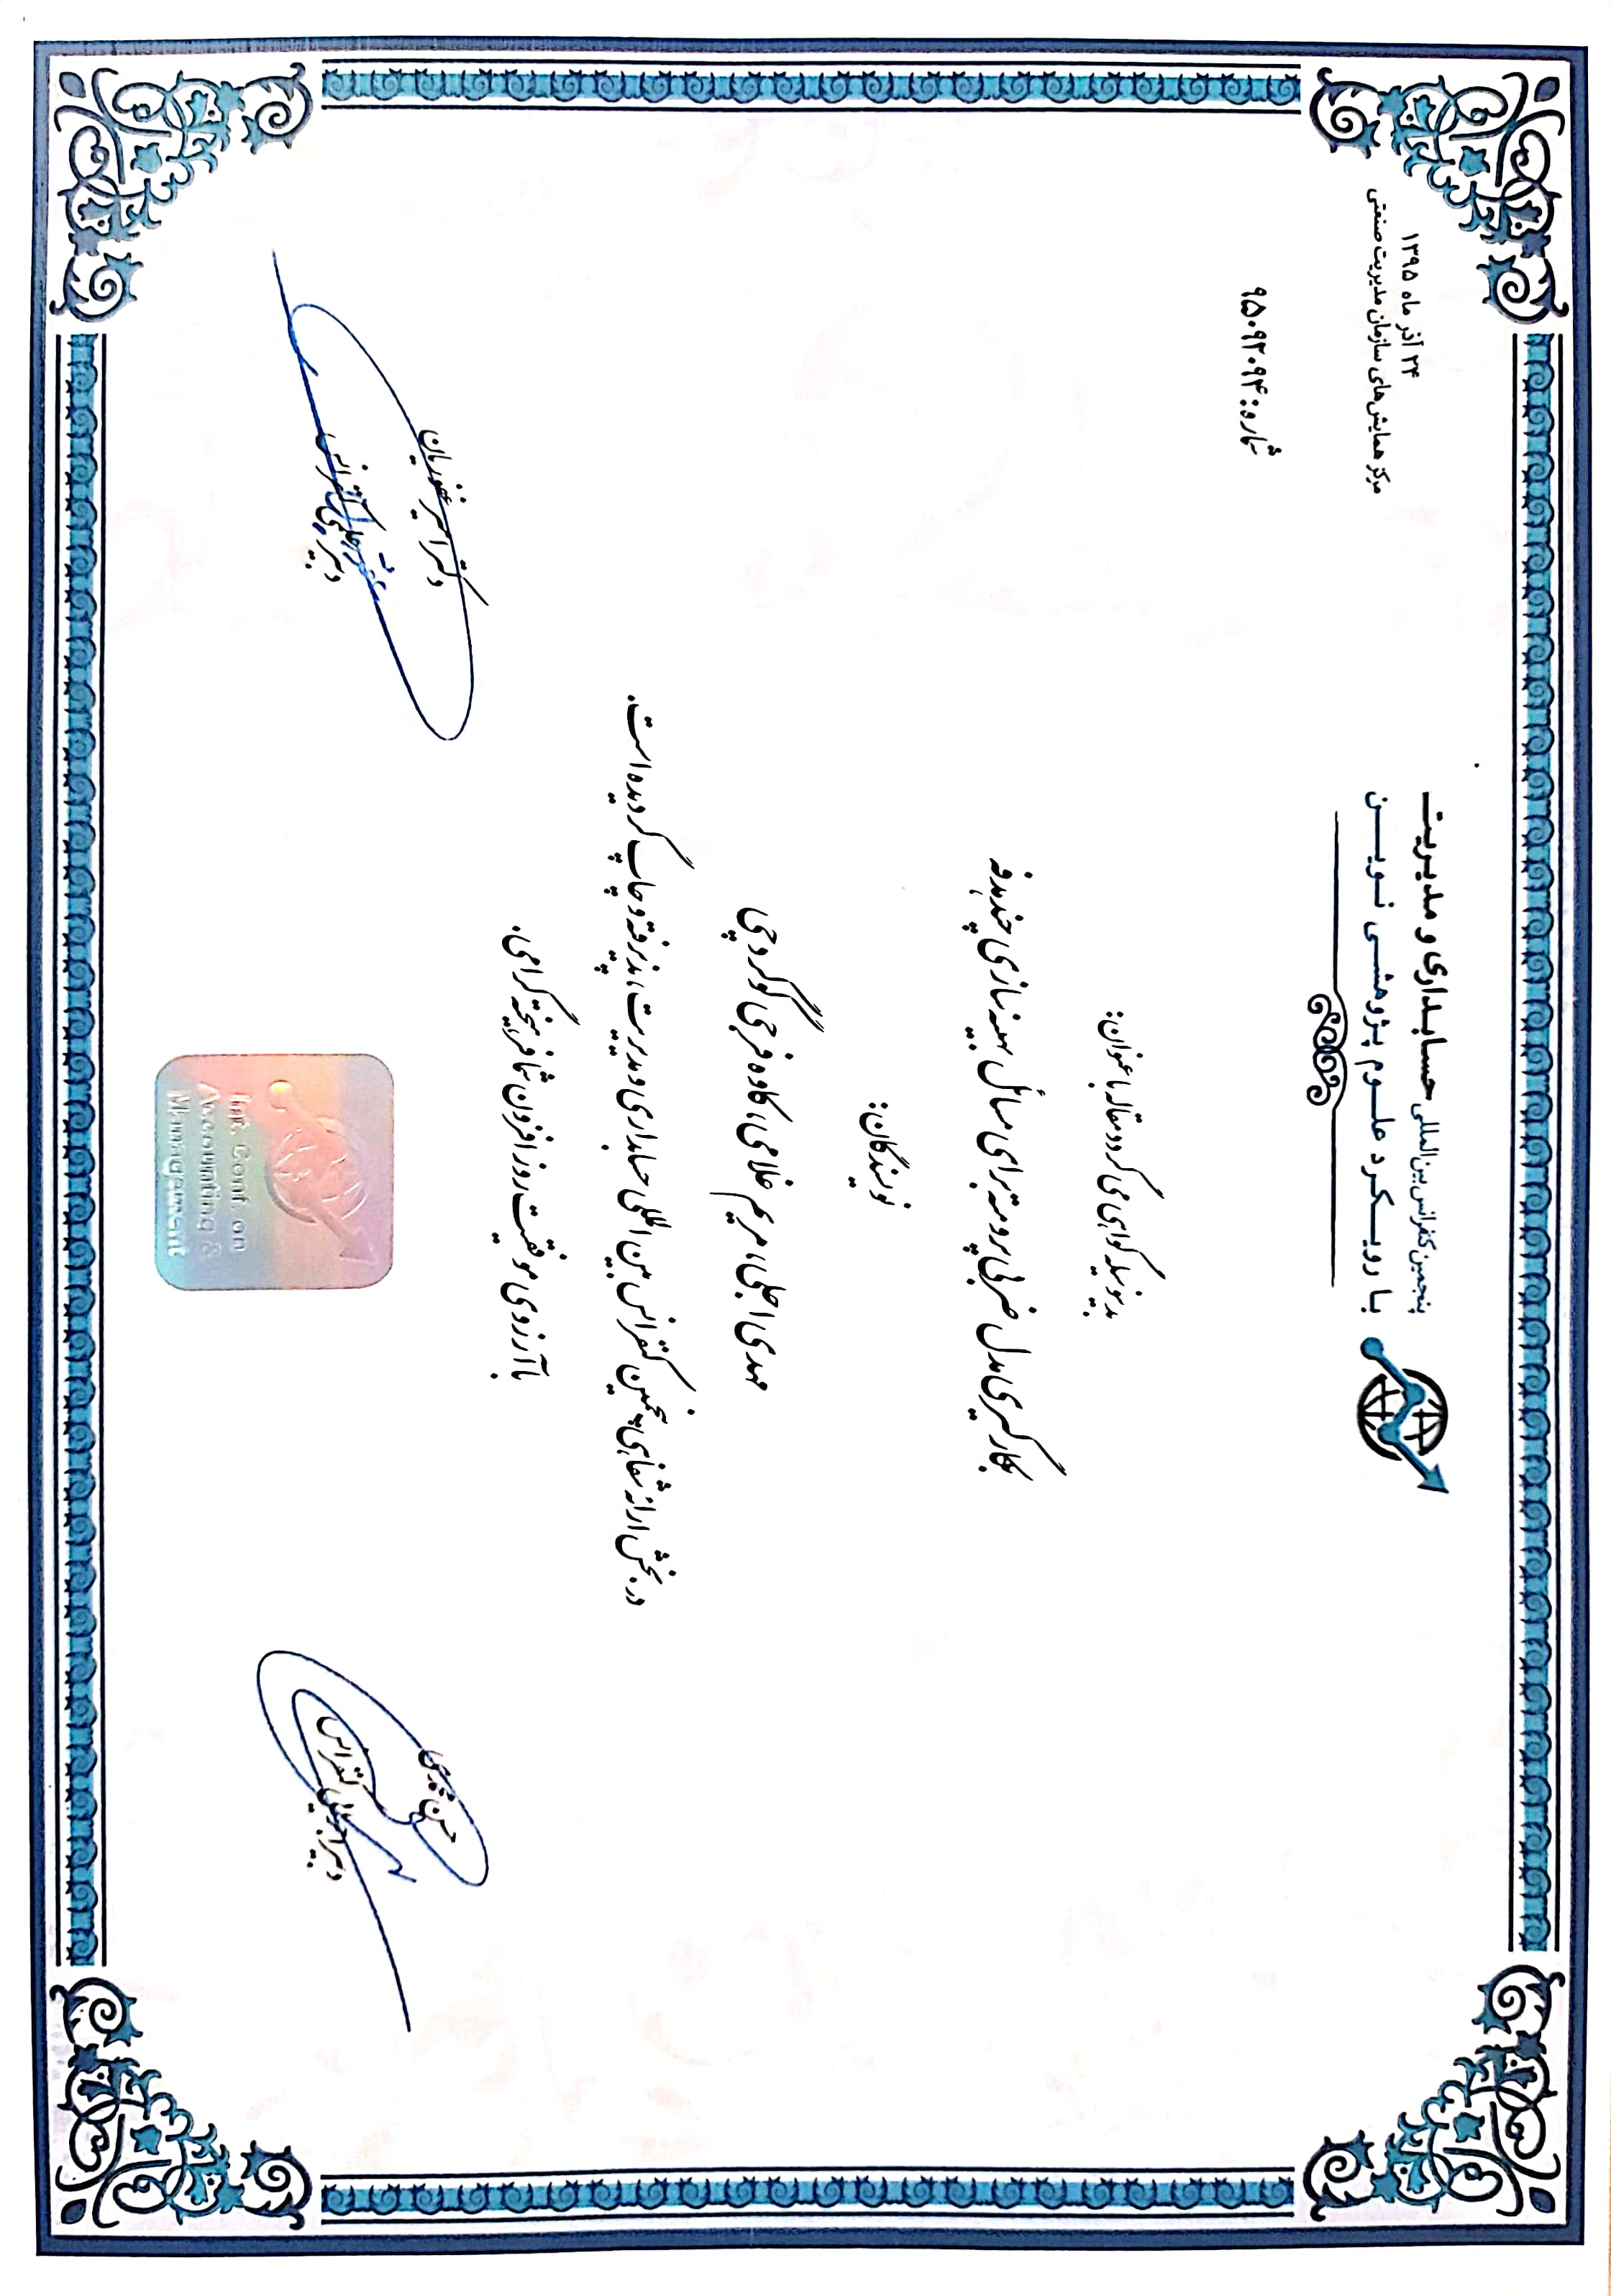 پنجمین کنفرانس بین‌المللی حسابداری و مدیریت
با رویکرد علوم پژوهشی نوین
۲۴ آذر ماه ۱۳۹۵
مرکز همایش‌های سازمان مدیریت صنعتی
شماره: ۹۵۰۹۲۰۹۴
بدینوسیله گواهی می گردد مقاله با عنوان:
بکارگیری مدل ضربی پرومته برای مسائل بهینه سازی چند هدفه
نویسندگان:
مهدی اجلی، مریم غلامی، کاوه فرجی گوگردچی
در بخش ارائه شفاهی پنجمین کنفرانس بین المللی حسابداری و مدیریت، پذیرفته و چاپ گردیده است.
با آرزوی موفقیت روز افزون شما فرهیخته گرامی.
حسن محمدی
دبیر اجرایی کنفرانس
دکتر امیر غفوریان
دبیر علمی کنفرانس
Int. Conf. on
Accounting &
Management